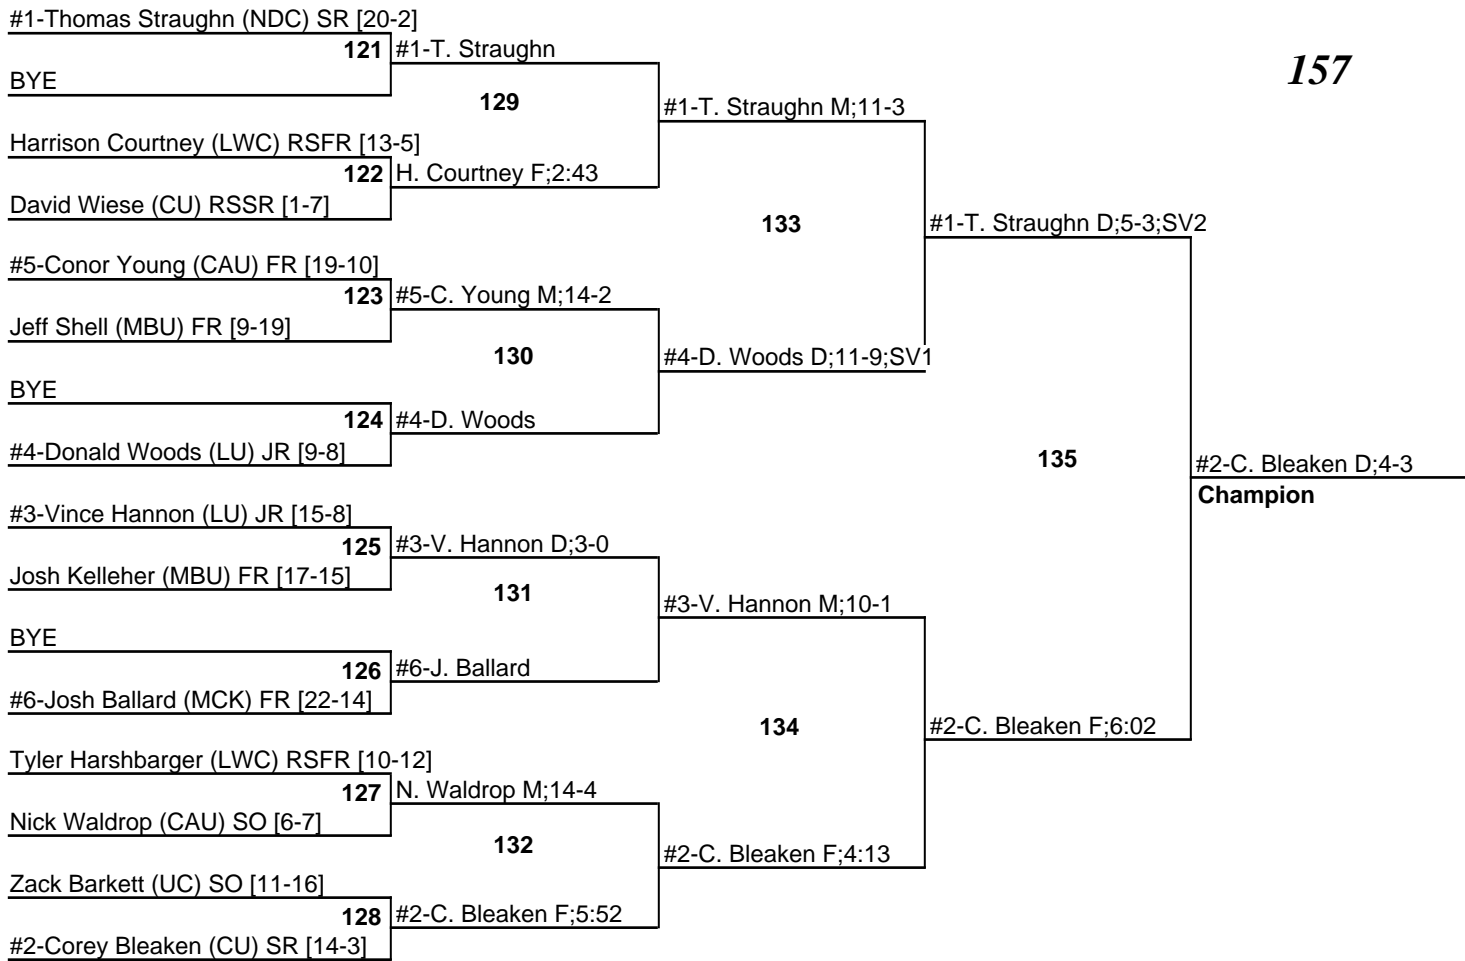 #1-Thomas Straughn (NDC) SR [20-2]
121 #1-T. Straughn
BYE
157
129
#1-T. Straughn M;11-3
Harrison Courtney (LWC) RSFR [13-5]
122 H. Courtney F;2:43
David Wiese (CU) RSSR [1-7]
133
#1-T. Straughn D;5-3;SV2
#5-Conor Young (CAU) FR [19-10]
123 #5-C. Young M;14-2
Jeff Shell (MBU) FR [9-19]
130
#4-D. Woods D;11-9;SV1
BYE
124 #4-D. Woods
#4-Donald Woods (LU) JR [9-8]
135
#2-C. Bleaken D;4-3
Champion
#3-Vince Hannon (LU) JR [15-8]
125 #3-V. Hannon D;3-0
Josh Kelleher (MBU) FR [17-15]
131
#3-V. Hannon M;10-1
BYE
126 #6-J. Ballard
#6-Josh Ballard (MCK) FR [22-14]
134
#2-C. Bleaken F;6:02
Tyler Harshbarger (LWC) RSFR [10-12]
127 N. Waldrop M;14-4
Nick Waldrop (CAU) SO [6-7]
132
#2-C. Bleaken F;4:13
Zack Barkett (UC) SO [11-16]
128 #2-C. Bleaken F;5:52
#2-Corey Bleaken (CU) SR [14-3]